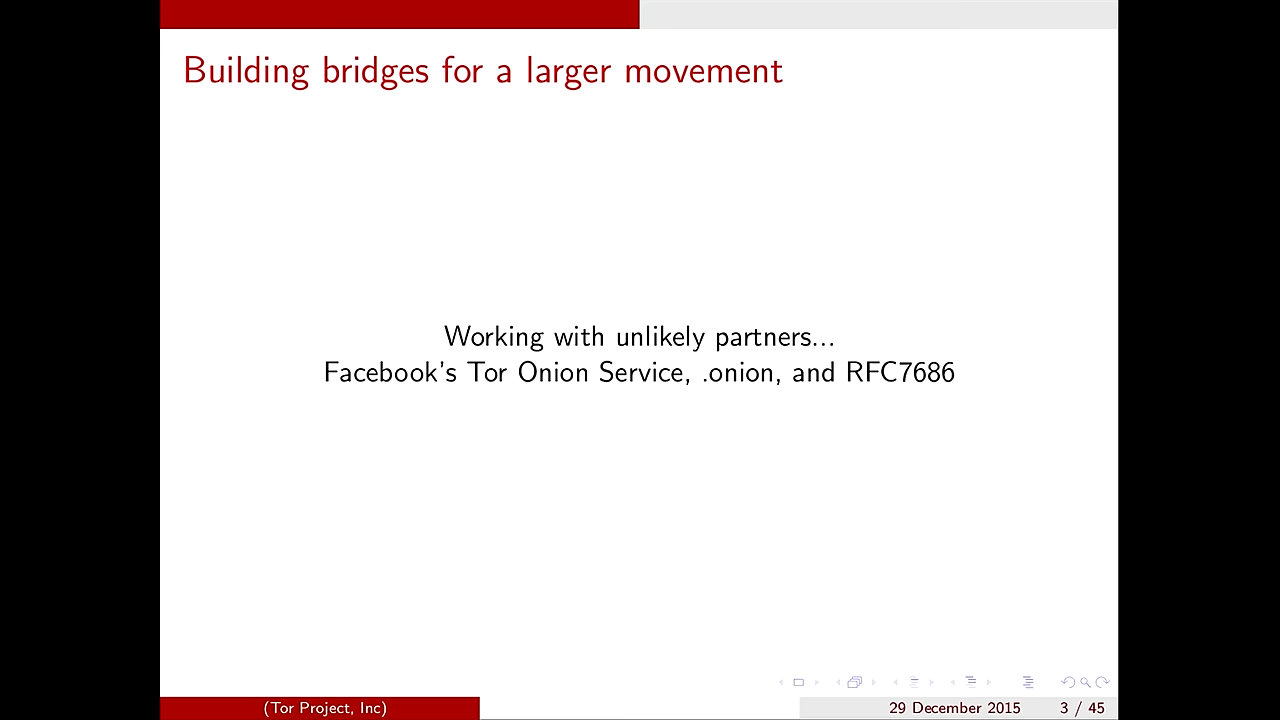 Building bridges for a larger movement
Working with unlikely partners...
Facebook's Tor Onion Service, .onion, and RFC7686
(Tor Project, Inc)
29 December 2015
3 / 45